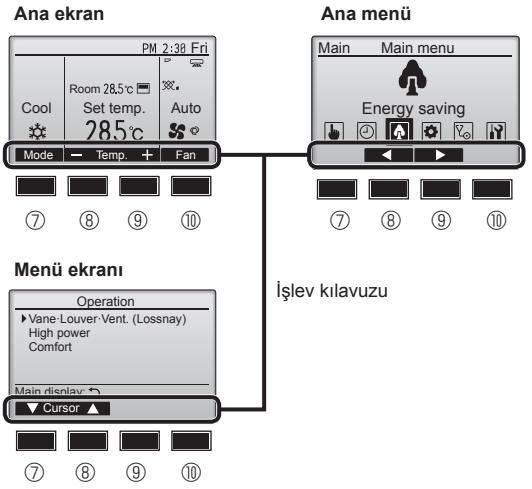 Ana ekran
PM 2:30 Fri
Room 28.5°c
Cool Set temp. Auto
28.5°c
Mode − Temp. + Fan
⑦ ⑧ ⑨ ⑩
Ana menü
Main Main menu
Energy saving
⑦ ⑧ ⑨ ⑩
Menü ekranı
Operation
Vane·Louver·Vent. (Lossnay)
High power
Comfort
Main display:
Cursor
⑦ ⑧ ⑨ ⑩
İşlev kılavuzu